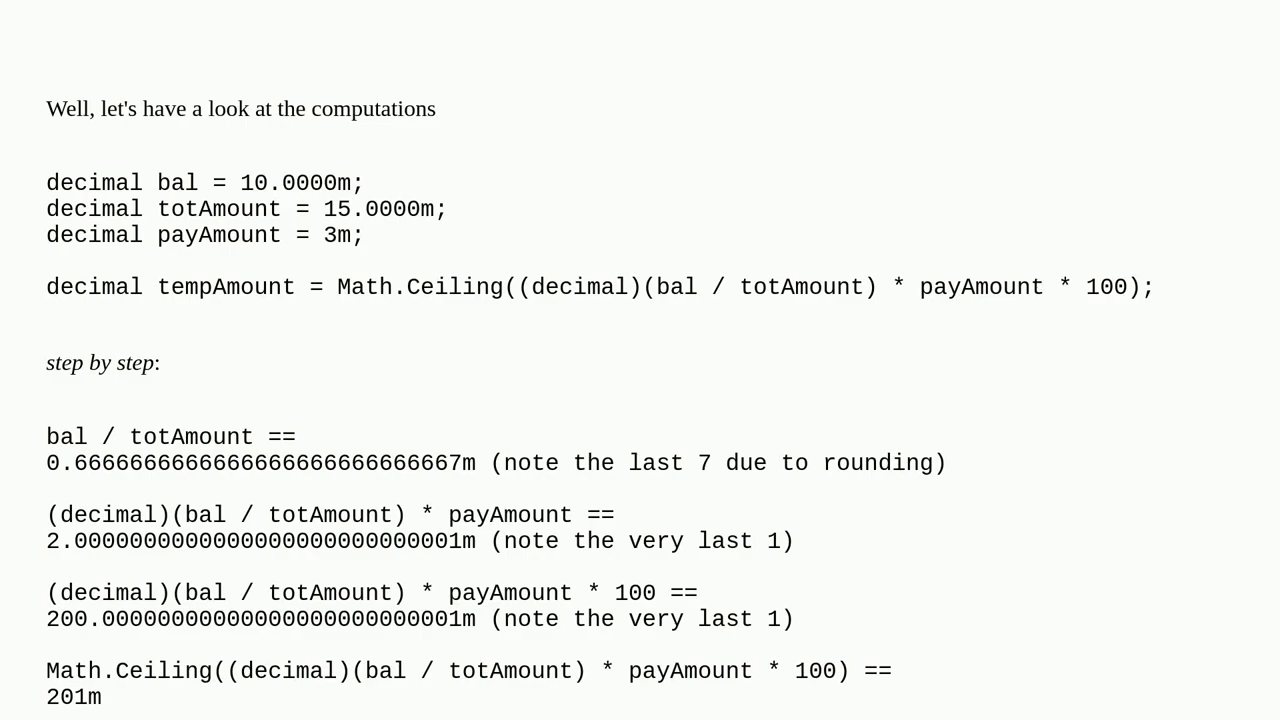 Well, let's have a look at the computations
decimal bal = 10.0000m;
decimal totAmount = 15.0000m;
decimal payAmount = 3m;
decimal tempAmount = Math.Ceiling((decimal)(bal / totAmount) * payAmount * 100);
step by step:
bal / totAmount ==
0.6666666666666666666666666667m (note the last 7 due to rounding)
(decimal)(bal / totAmount) * payAmount ==
2.0000000000000000000000000001m (note the very last 1)
(decimal)(bal / totAmount) * payAmount * 100 ==
200.00000000000000000000000001m (note the very last 1)
Math.Ceiling((decimal)(bal / totAmount) * payAmount * 100) ==
201m